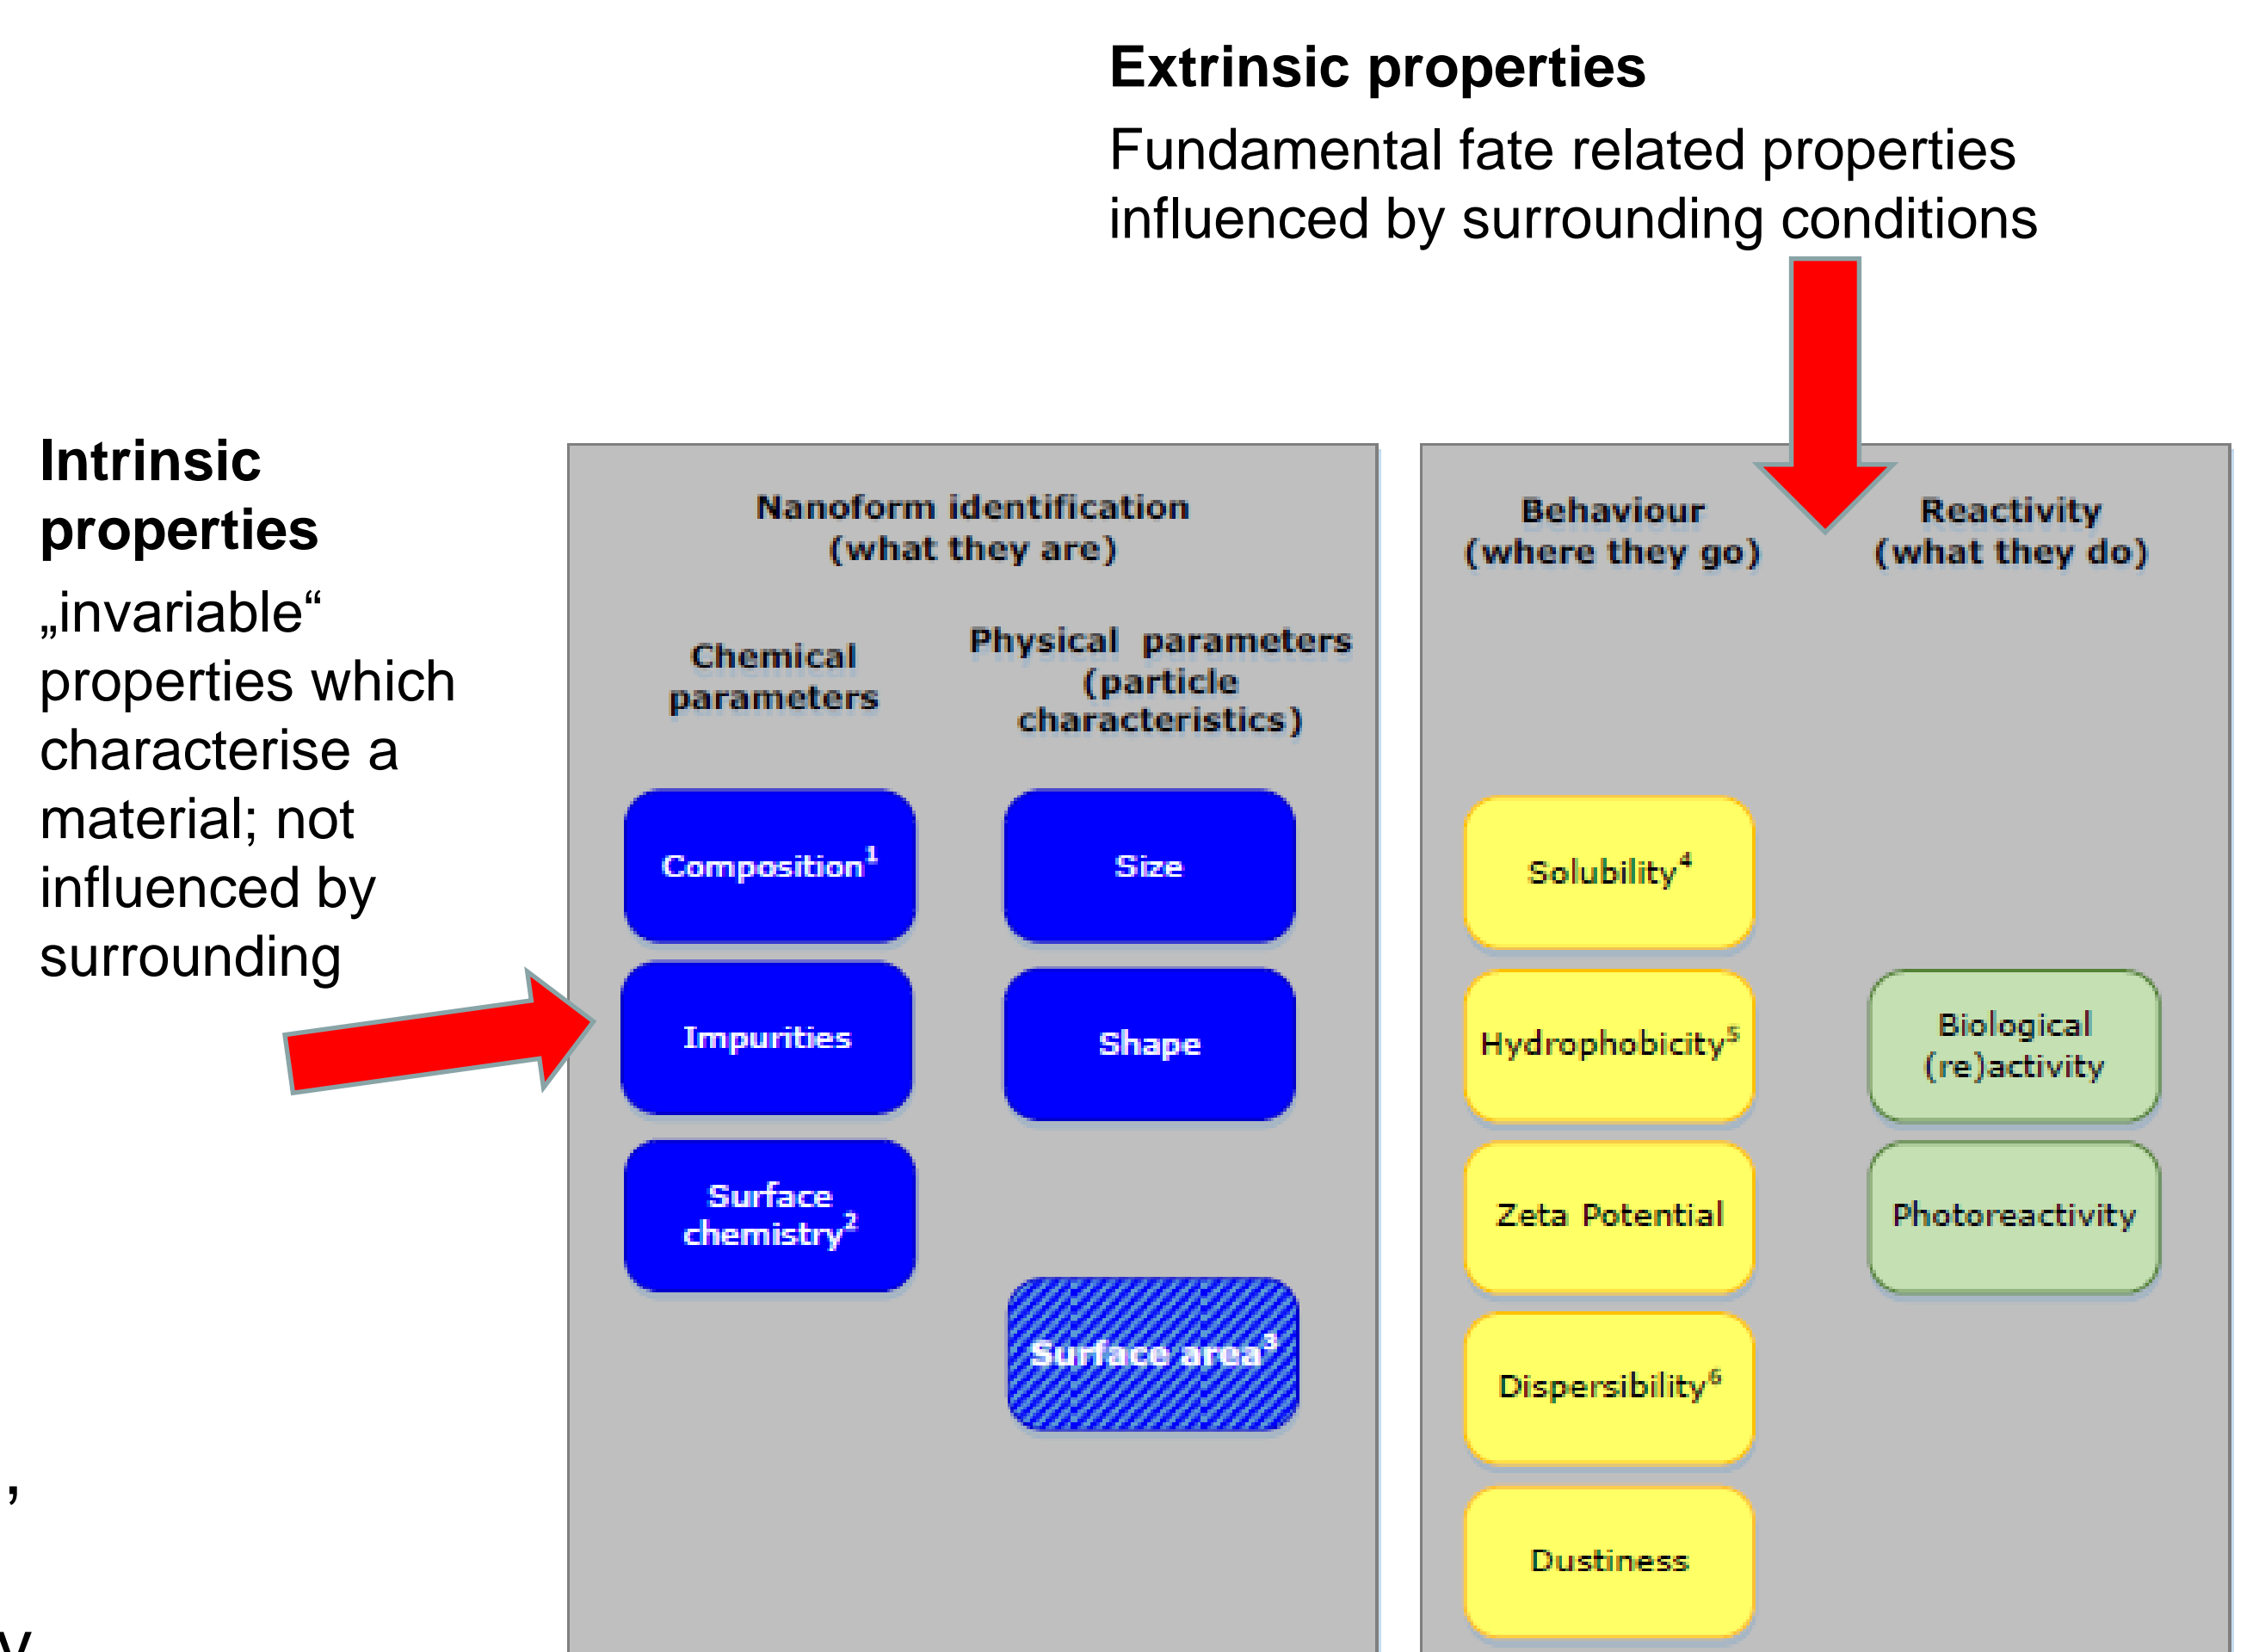 Extrinsic properties
Fundamental fate related properties
influenced by surrounding conditions
Intrinsic
properties
„invariable“
properties which
characterise a
material; not
influenced by
surrounding
Nanoform identification
(what they are)
Chemical
parameters
Physical parameters
(particle
characteristics)
Composition¹
Impurities
Surface
chemistry²
Size
Shape
Surface area³
Behaviour
(where they go)
Reactivity
(what they do)
Solubility⁴
Hydrophobicity⁵
Zeta Potential
Dispersibility⁶
Dustiness
Biological
(re)activity
Photoreactivity
,